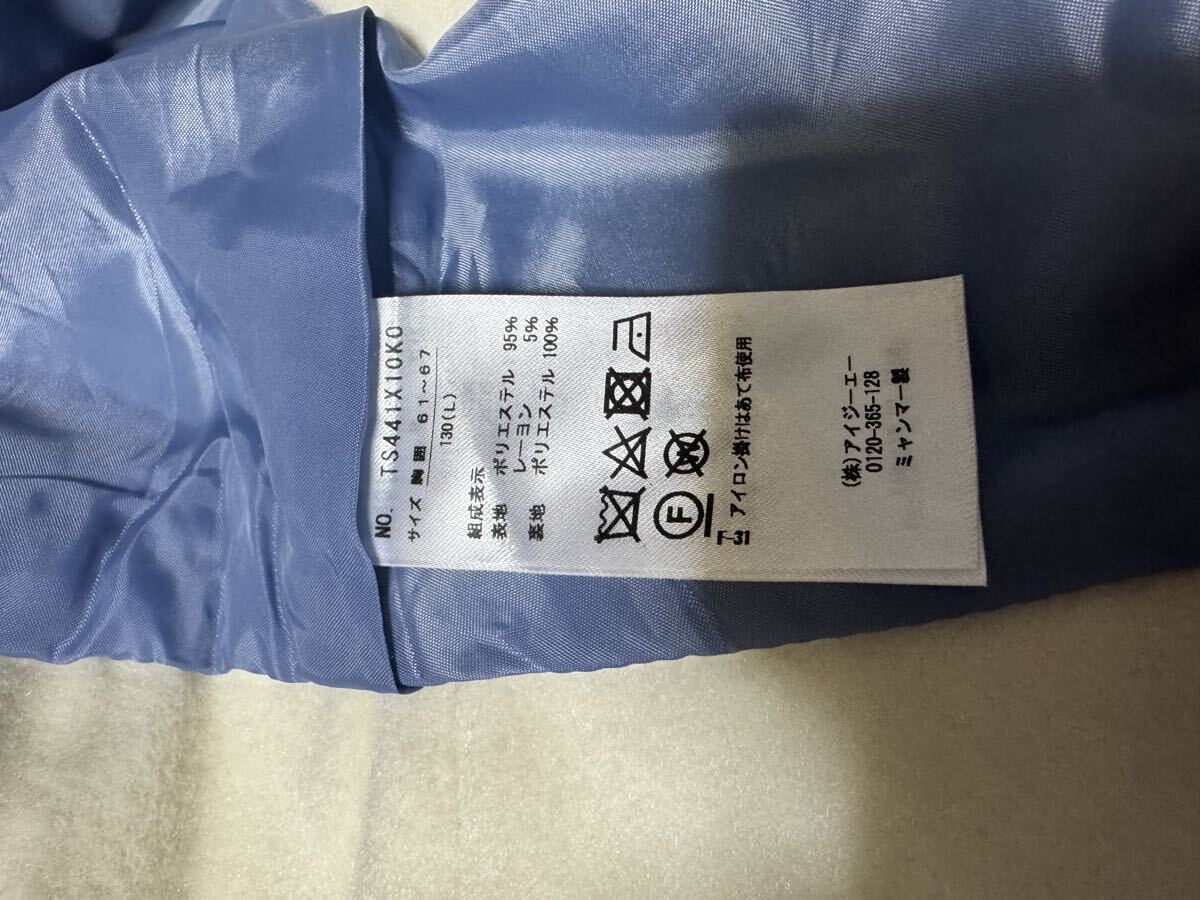 NO. TS441X10KO
サイズ 胸囲 61～67
130(L)
組成表示
表地 ポリエステル 95%
レーヨン 5%
裏地 ポリエステル 100%
F
アイロン掛けはあて布使用
(株)アイジーエー
0120-365-128
ミャンマー製